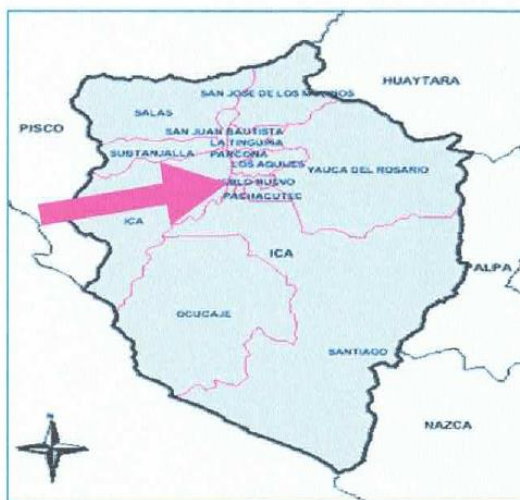 HUAYTARA
SAN JOSE DE LOS MOLINOS
SALAS
PISCO
SAN JUAN BAUTISTA
LA TINGUIÑA
SUBTANJALLA
PARCONA
LOS AQUIJES
YAUCA DEL ROSARIO
BLO NUEVO
PACHACUTEC
ICA
ICA
ALPA
OCUCAJE
SANTIAGO
NAZCA